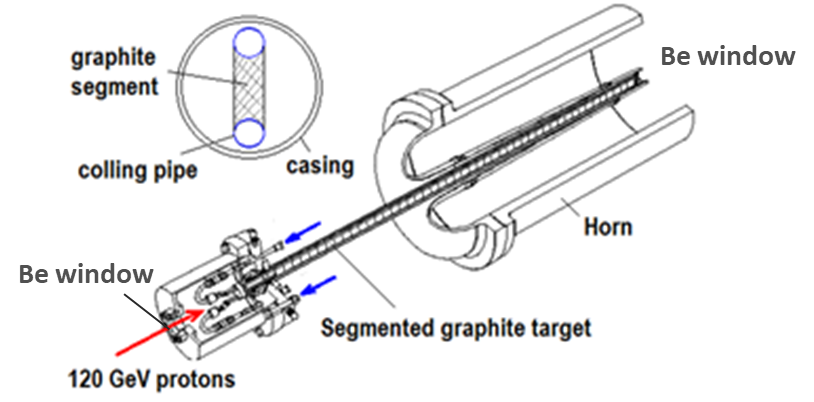 graphite
segment
colling pipe
casing
Be window
Horn
Be window
Segmented graphite target
120 GeV protons